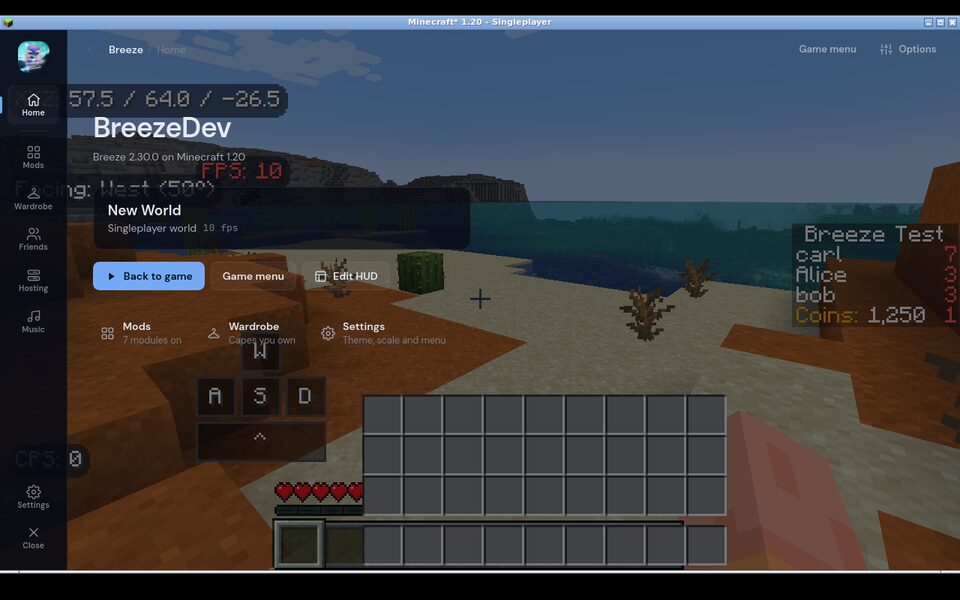 Minecraft* 1.20 - Singleplayer
Breeze / Home
Game menu
Options
57.5 / 64.0 / -26.5
Home
BreezeDev
Breeze 2.30.0 on Minecraft 1.20
FPS: 10
Mods
Facing: West (50°)
Wardrobe
New World
Singleplayer world 10 fps
Friends
Breeze Test
carl 7
Alice 3
bob 3
Coins: 1,250 1
Back to game
Game menu
Edit HUD
Hosting
Music
Mods
7 modules on
Wardrobe
Capes you own
Settings
Theme, scale and menu
W
A S D
^
CPS: 0
Settings
Close